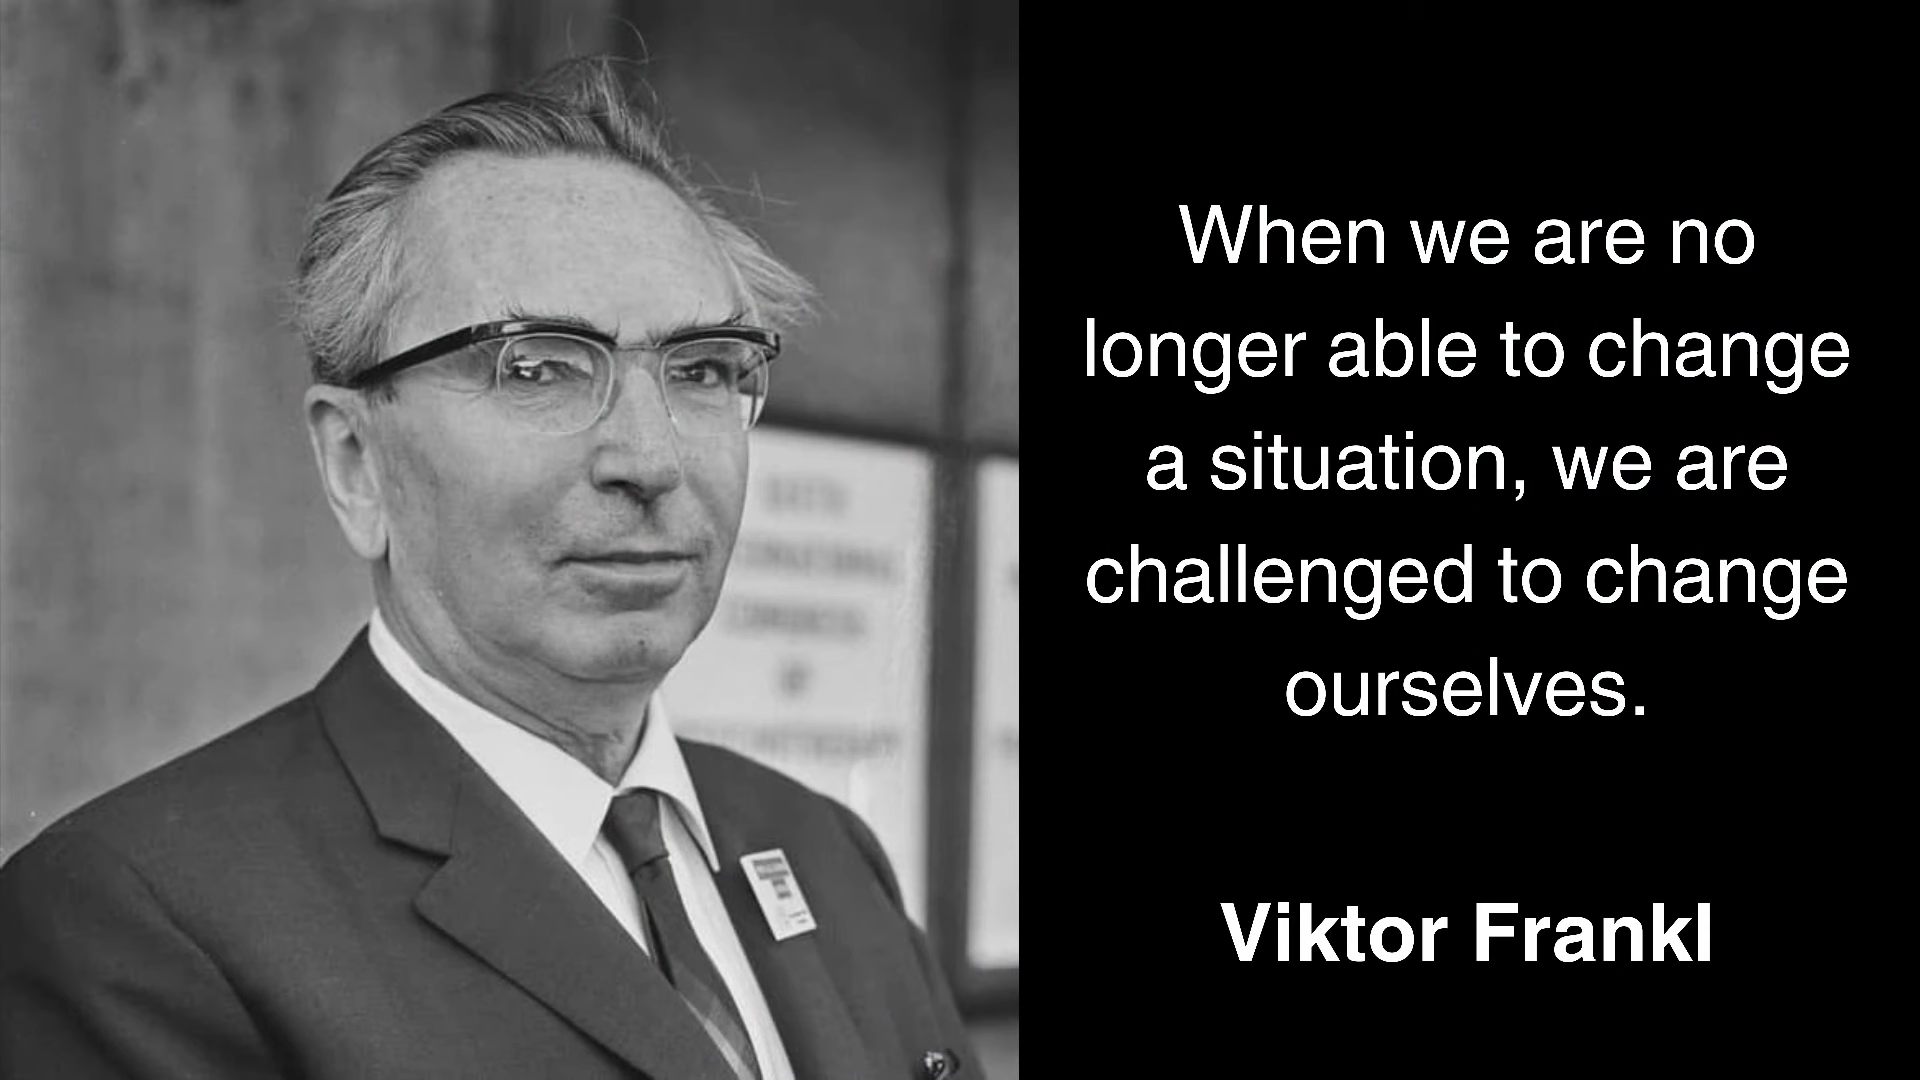 When we are no
longer able to change
a situation, we are
challenged to change
ourselves.
Viktor Frankl